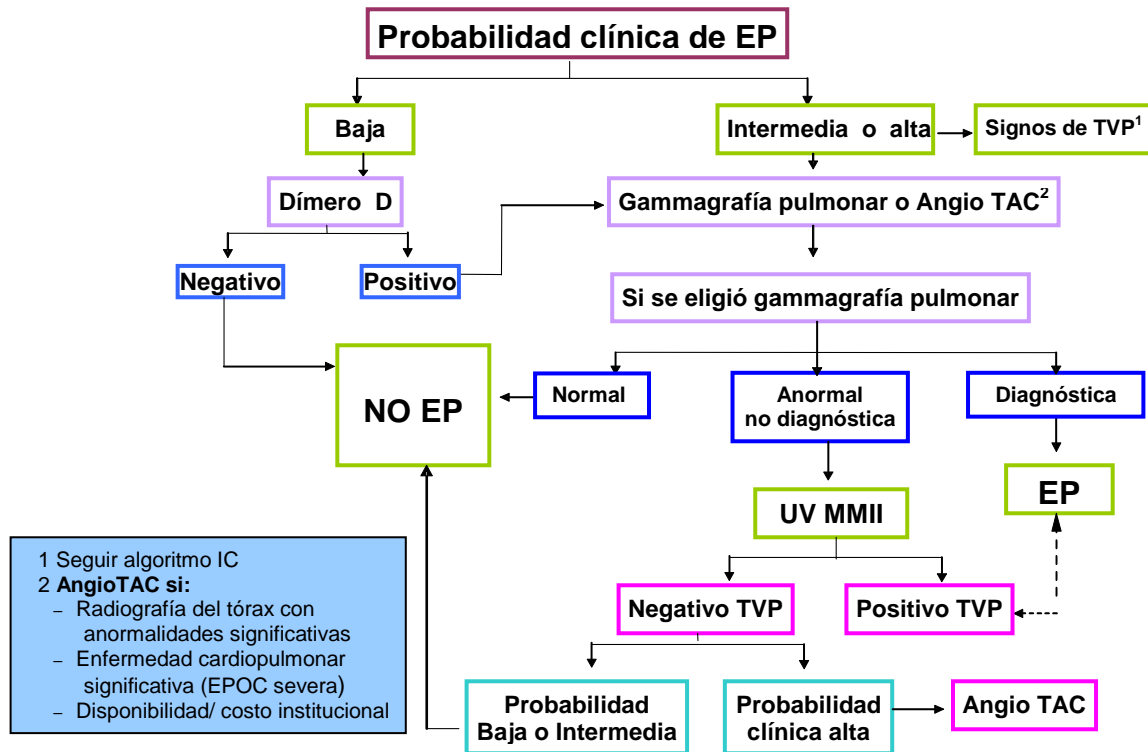 Probabilidad clínica de EP
Baja
Intermedia o alta
Signos de TVP¹
Dímero D
Gammagrafía pulmonar o Angio TAC²
Negativo
Positivo
Si se eligió gammagrafía pulmonar
NO EP
Normal
Anormal
no diagnóstica
Diagnóstica
UV MMII
EP
1 Seguir algoritmo IC
2 AngioTAC si:
– Radiografía del tórax con
anormalidades significativas
– Enfermedad cardiopulmonar
significativa (EPOC severa)
– Disponibilidad/ costo institucional
Negativo TVP
Positivo TVP
Probabilidad
Baja o Intermedia
Probabilidad
clínica alta
Angio TAC